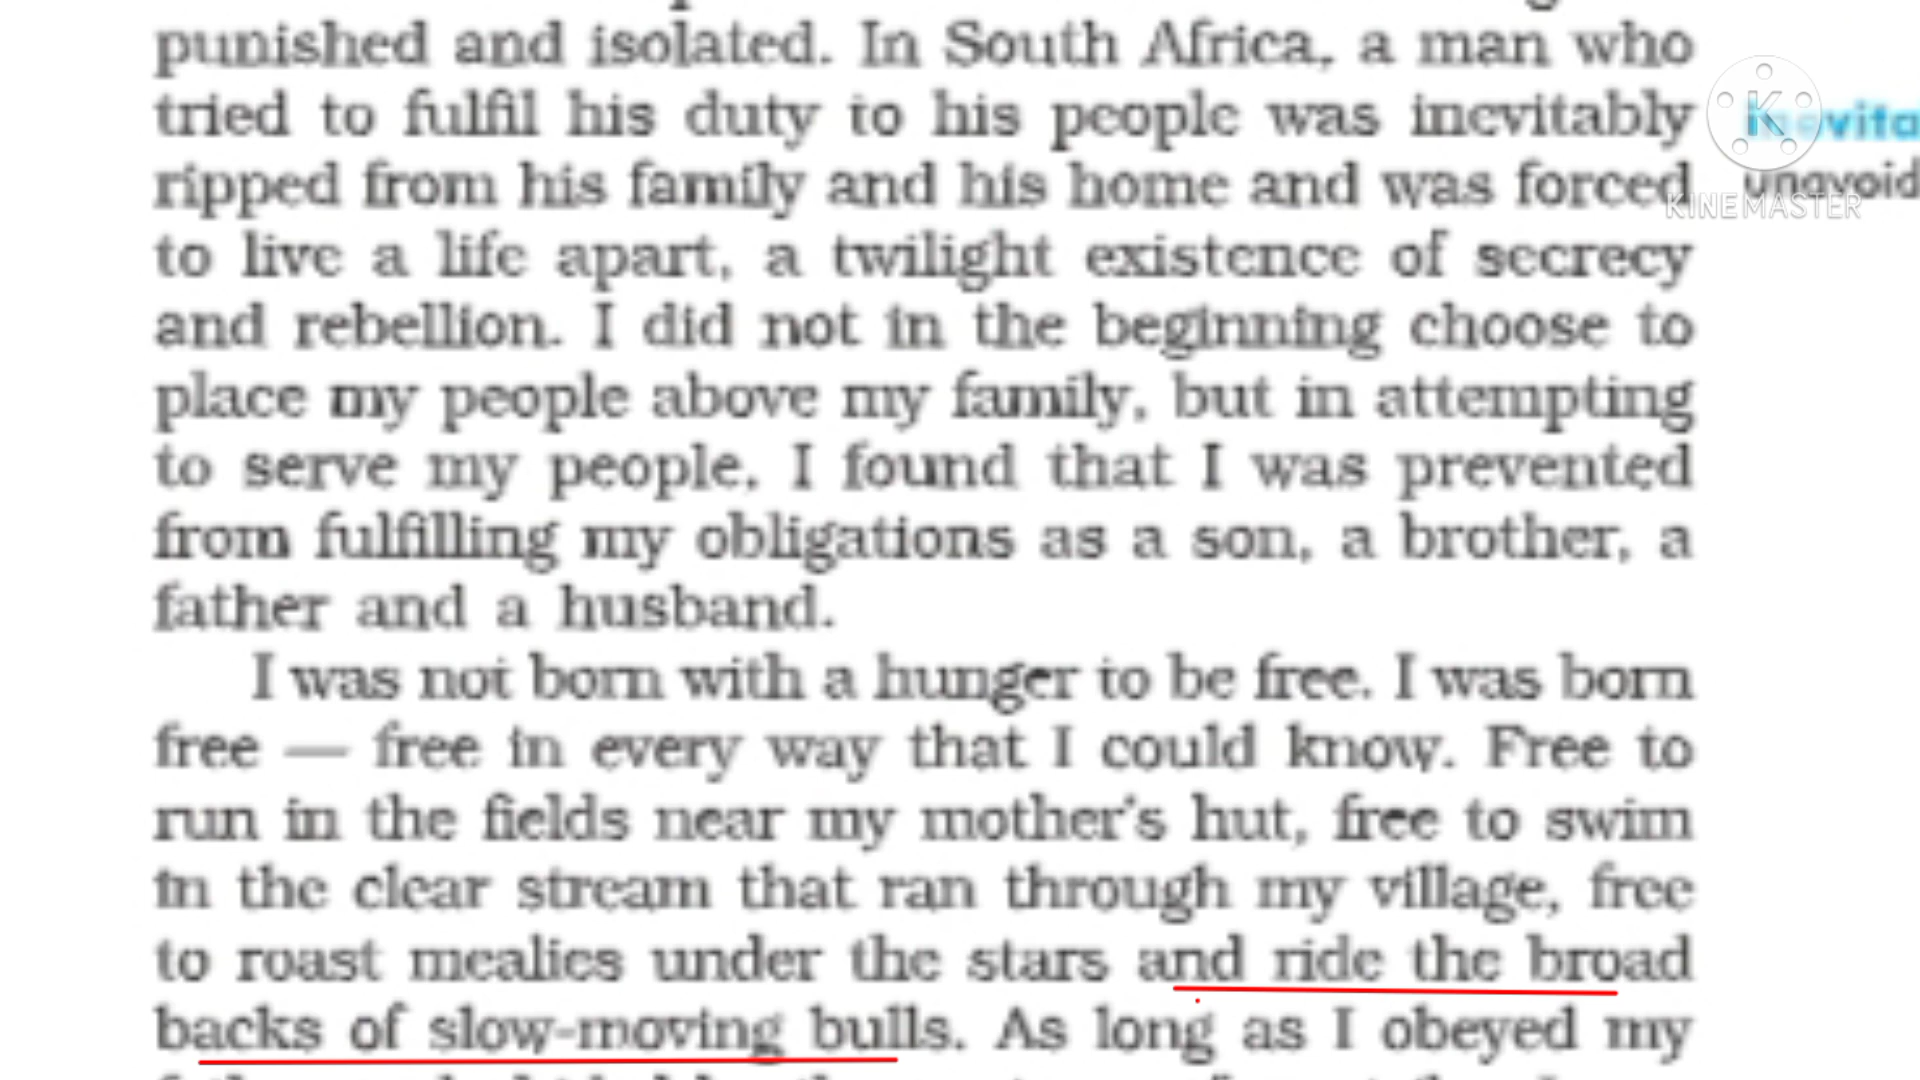 punished and isolated. In South Africa, a man who
tried to fulfil his duty to his people was inevitably
ripped from his family and his home and was forced
to live a life apart, a twilight existence of secrecy
and rebellion. I did not in the beginning choose to
place my people above my family, but in attempting
to serve my people, I found that I was prevented
from fulfilling my obligations as a son, a brother, a
father and a husband.
I was not born with a hunger to be free. I was born
free — free in every way that I could know. Free to
run in the fields near my mother's hut, free to swim
in the clear stream that ran through my village, free
to roast mealies under the stars and ride the broad
backs of slow-moving bulls. As long as I obeyed my
K
KINEMASTER
unavoid